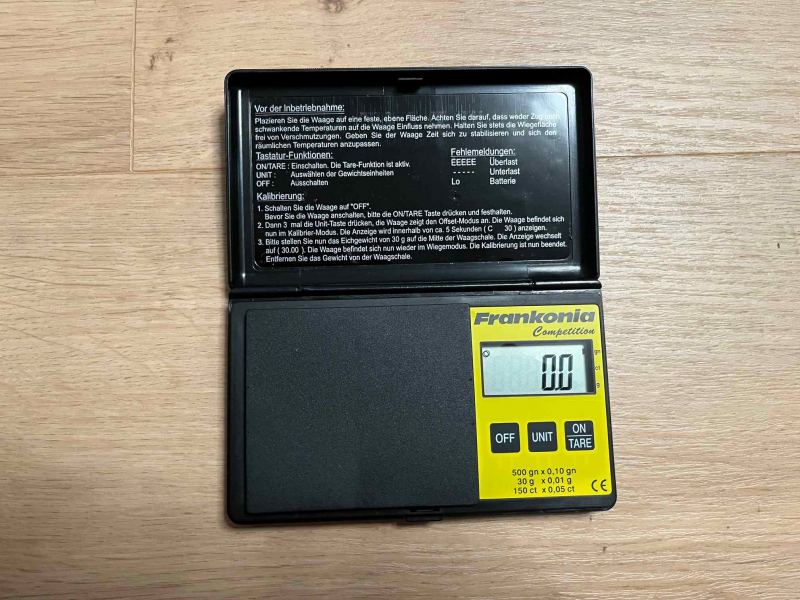 Vor der Inbetriebnahme:
Plazieren Sie die Waage auf eine feste, ebene Fläche. Achten Sie darauf, dass weder Zug noch
schwankende Temperaturen auf die Waage Einfluss nehmen. Halten Sie stets die Wiegefläche
frei von Verschmutzungen. Geben Sie der Waage Zeit sich zu stabilisieren und sich den
räumlichen Temperaturen anzupassen.
Tastatur-Funktionen:
ON/TARE : Einschalten. Die Tare-Funktion ist aktiv.
UNIT : Auswählen der Gewichtseinheiten
OFF : Ausschalten
Fehlemeldungen:
EEEEE Überlast
- - - - - Unterlast
Lo Batterie
Kalibrierung:
1. Schalten Sie die Waage auf "OFF".
Bevor Sie die Waage anschalten, bitte die ON/TARE Taste drücken und festhalten.
2. Dann 3 mal die Unit-Taste drücken, die Waage zeigt den Offset-Modus an. Die Waage befindet sich
nun im Kalibrier-Modus. Die Anzeige wird innerhalb von ca. 5 Sekunden ( C 30 ) anzeigen.
3. Bitte stellen Sie nun das Eichgewicht von 30 g auf die Mitte der Waagschale. Die Anzeige wechselt
auf ( 30.00 ). Die Waage befindet sich nun wieder im Wiegemodus. Die Kalibrierung ist nun beendet.
Entfernen Sie das Gewicht von der Waagschale.
Frankonia
Competition
0.0
gn
ct
g
OFF
UNIT
ON
TARE
500 gn x 0,10 gn
30 g x 0,01 g
150 ct x 0,05 ct
CE